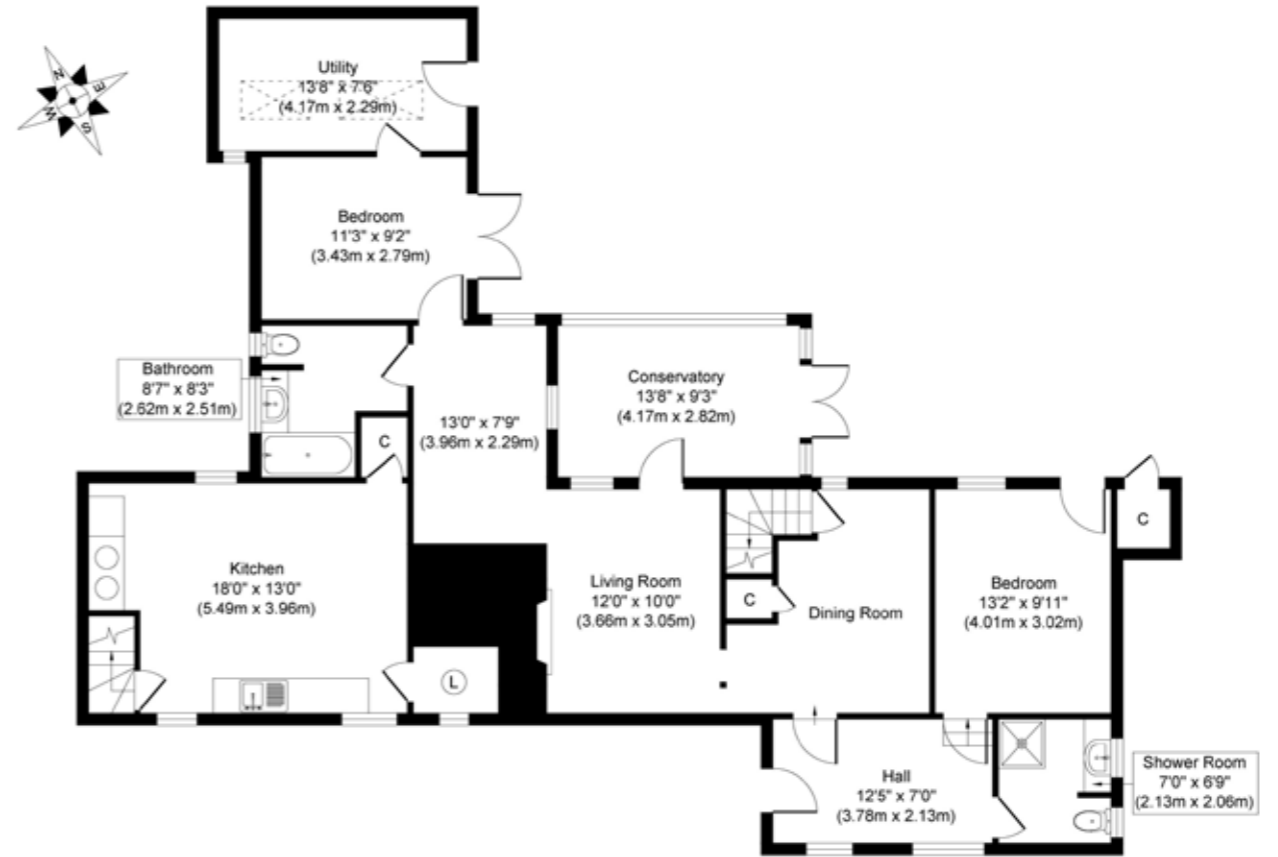 N
E
S
W
Utility
13'8" x 7'6"
(4.17m x 2.29m)
Bedroom
11'3" x 9'2"
(3.43m x 2.79m)
Bathroom
8'7" x 8'3"
(2.62m x 2.51m)
C
13'0" x 7'9"
(3.96m x 2.29m)
Conservatory
13'8" x 9'3"
(4.17m x 2.82m)
Kitchen
18'0" x 13'0"
(5.49m x 3.96m)
L
Living Room
12'0" x 10'0"
(3.66m x 3.05m)
C
Dining Room
Bedroom
13'2" x 9'11"
(4.01m x 3.02m)
C
Hall
12'5" x 7'0"
(3.78m x 2.13m)
Shower Room
7'0" x 6'9"
(2.13m x 2.06m)